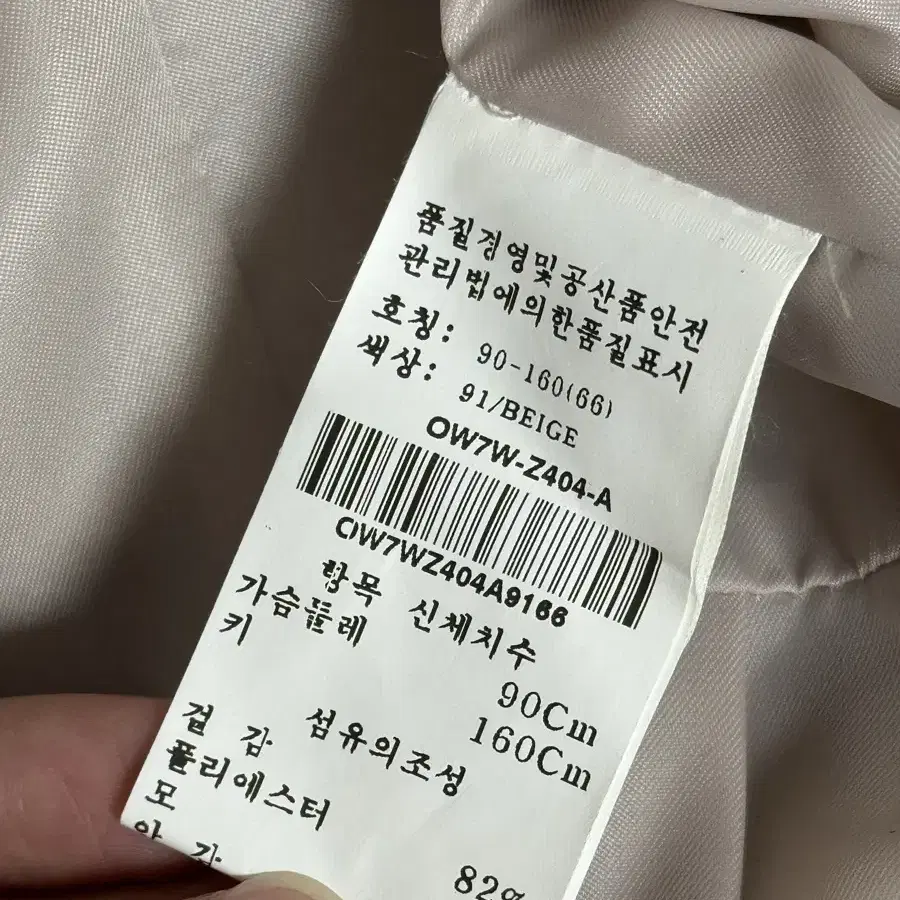 품질경영및공산품안전
관리법에의한품질표시
호칭: 90-160(66)
색상: 91/BEIGE
OW7W-Z404-A
OW7WZ404A9166
항목 신체치수
가슴둘레 90Cm
키 160Cm
섬유의조성
겉 감
폴리에스터 82%
모
안 감